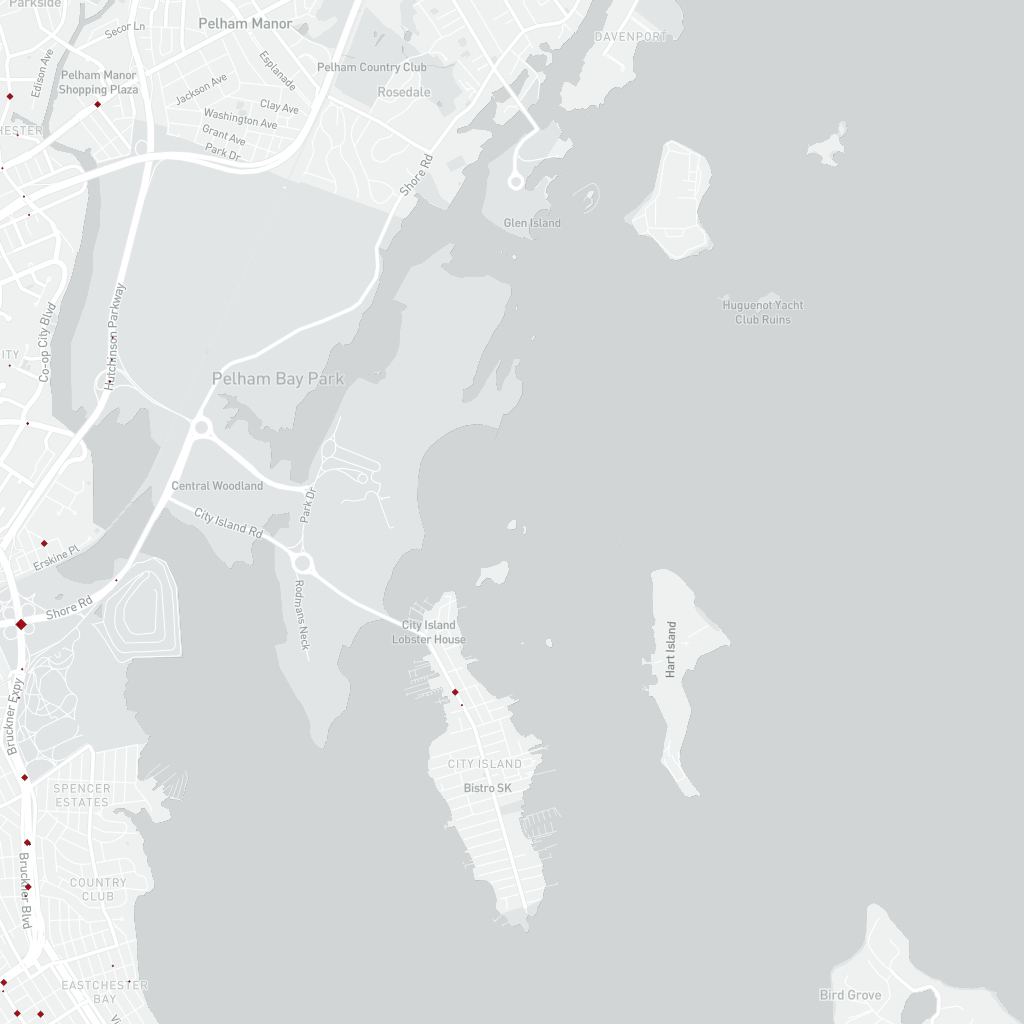 Parkside
Secor Ln
Pelham Manor
DAVENPORT
Edison Ave
Pelham Manor
Shopping Plaza
Esplanade
Pelham Country Club
Rosedale
Jackson Ave
Clay Ave
Washington Ave
Grant Ave
Park Dr
HESTER
Shore Rd
Glen Island
Huguenot Yacht
Club Ruins
Hutchinson Parkway
Co-op City Blvd
ITY
Pelham Bay Park
Central Woodland
Park Dr
City Island Rd
Erskine Pl
Rodmans Neck
Shore Rd
City Island
Lobster House
Hart Island
Bruckner Expy
CITY ISLAND
Bistro SK
SPENCER
ESTATES
Bruckner Blvd
COUNTRY
CLUB
EASTCHESTER
BAY
Bird Grove